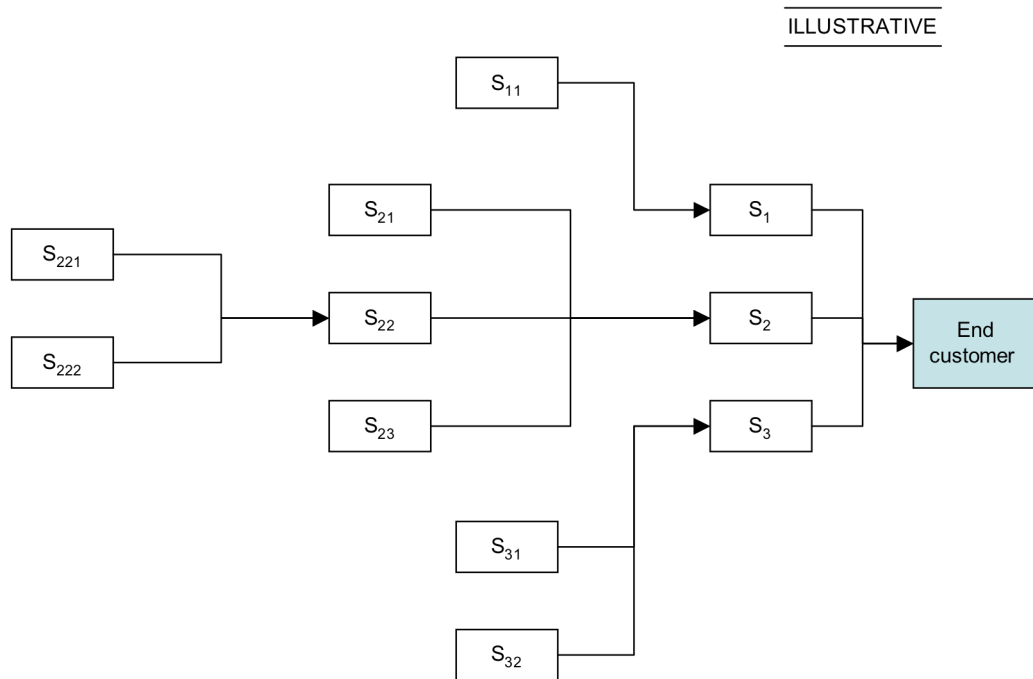 ILLUSTRATIVE
S₁₁
S₂₁
S₁
S₂₂₁
S₂₂
S₂
End
customer
S₂₂₂
S₂₃
S₃
S₃₁
S₃₂